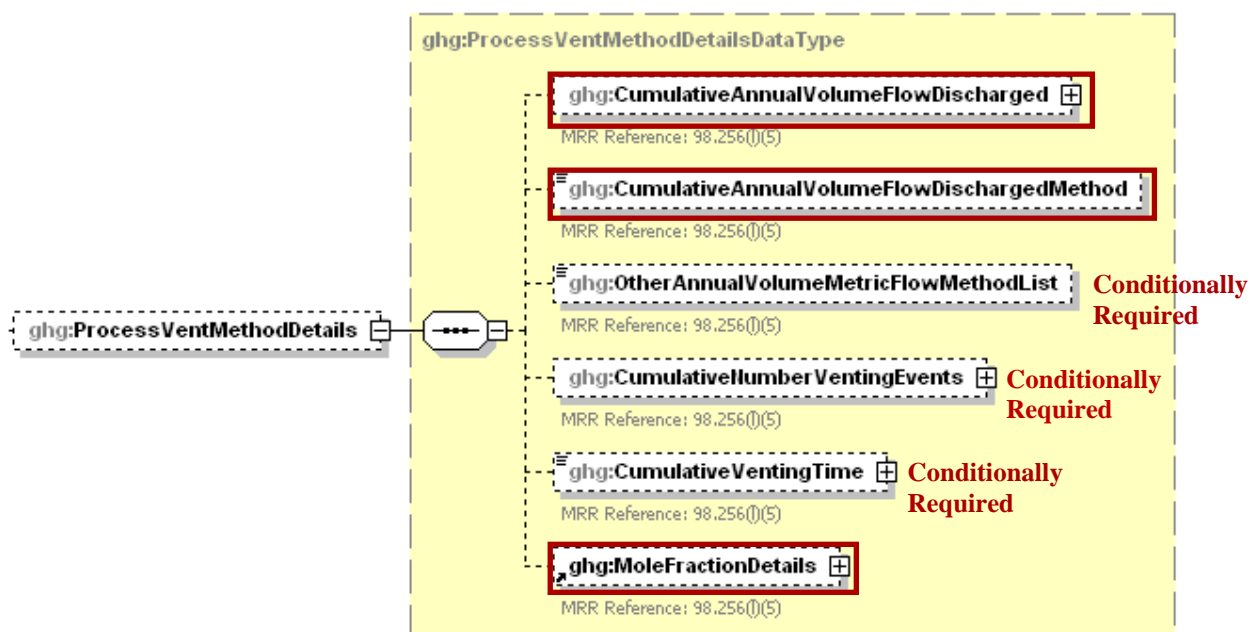 ghg:ProcessVentMethodDetailsDataType
ghg:CumulativeAnnualVolumeFlowDischarged
MRR Reference: 98.256(l)(5)
ghg:CumulativeAnnualVolumeFlowDischargedMethod
MRR Reference: 98.256(l)(5)
ghg:OtherAnnualVolumeMetricFlowMethodList
Conditionally
Required
MRR Reference: 98.256(l)(5)
ghg:ProcessVentMethodDetails
ghg:CumulativeNumberVentingEvents
Conditionally
Required
MRR Reference: 98.256(l)(5)
ghg:CumulativeVentingTime
Conditionally
Required
MRR Reference: 98.256(l)(5)
ghg:MoleFractionDetails
MRR Reference: 98.256(l)(5)